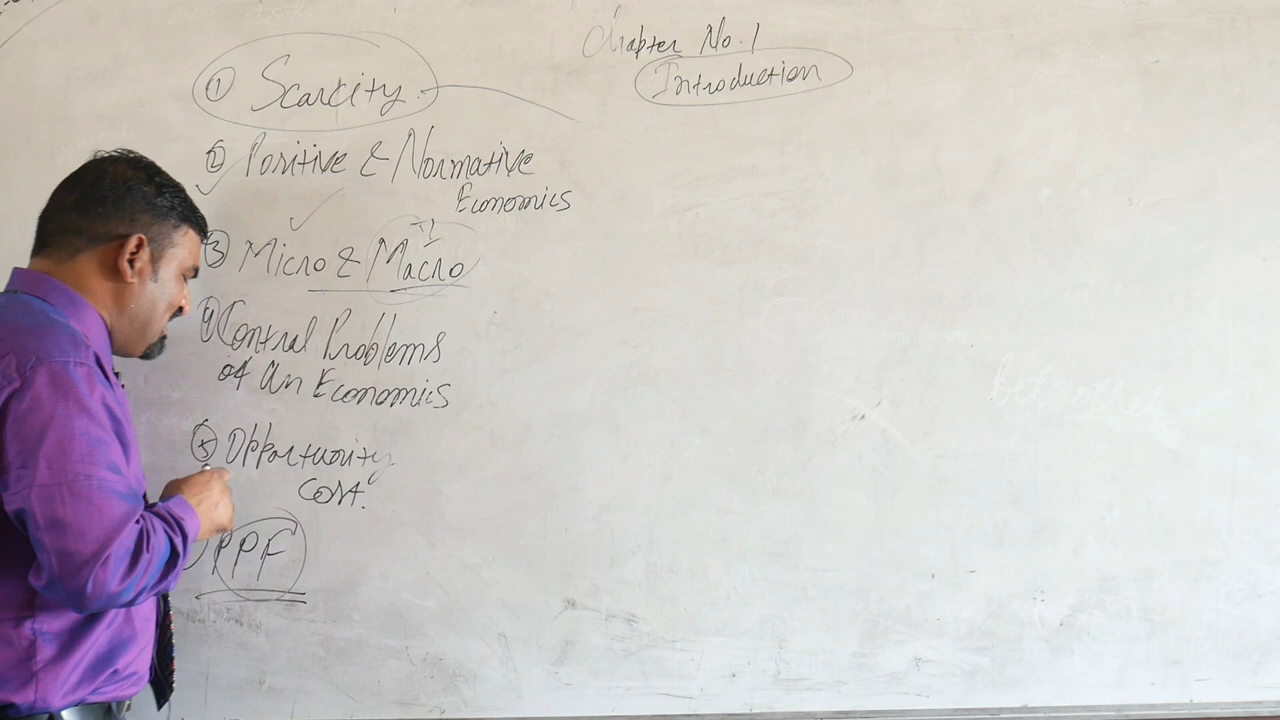 Chapter No. 1
Introduction
① Scarcity
② Positive & Normative
Economics
③ Micro & Macro
④ Central Problems
of An Economics
⑤ Opportunity
Cost.
PPF